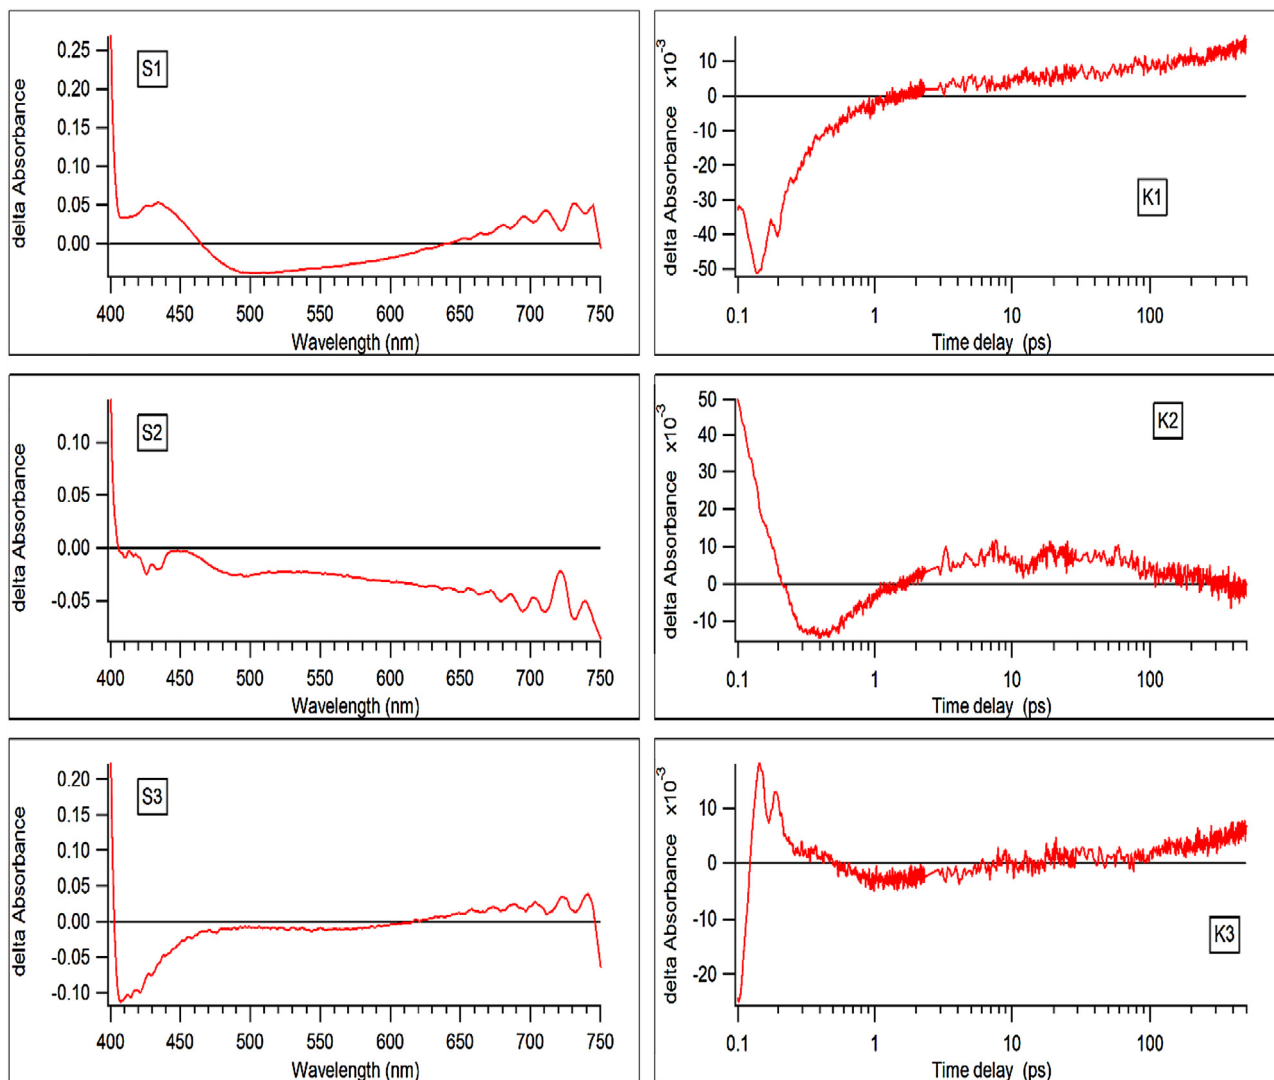 delta Absorbance
0.25
0.20
0.15
0.10
0.05
0.00
S1
400 450 500 550 600 650 700 750
Wavelength (nm)
delta Absorbance x10-3
10
0
-10
-20
-30
-40
-50
K1
0.1 1 10 100
Time delay (ps)
delta Absorbance
0.10
0.05
0.00
-0.05
S2
400 450 500 550 600 650 700 750
Wavelength (nm)
delta Absorbance x10-3
50
40
30
20
10
0
-10
K2
0.1 1 10 100
Time delay (ps)
delta Absorbance
0.20
0.15
0.10
0.05
0.00
-0.05
-0.10
S3
400 450 500 550 600 650 700 750
Wavelength (nm)
delta Absorbance x10-3
10
0
-10
-20
K3
0.1 1 10 100
Time delay (ps)